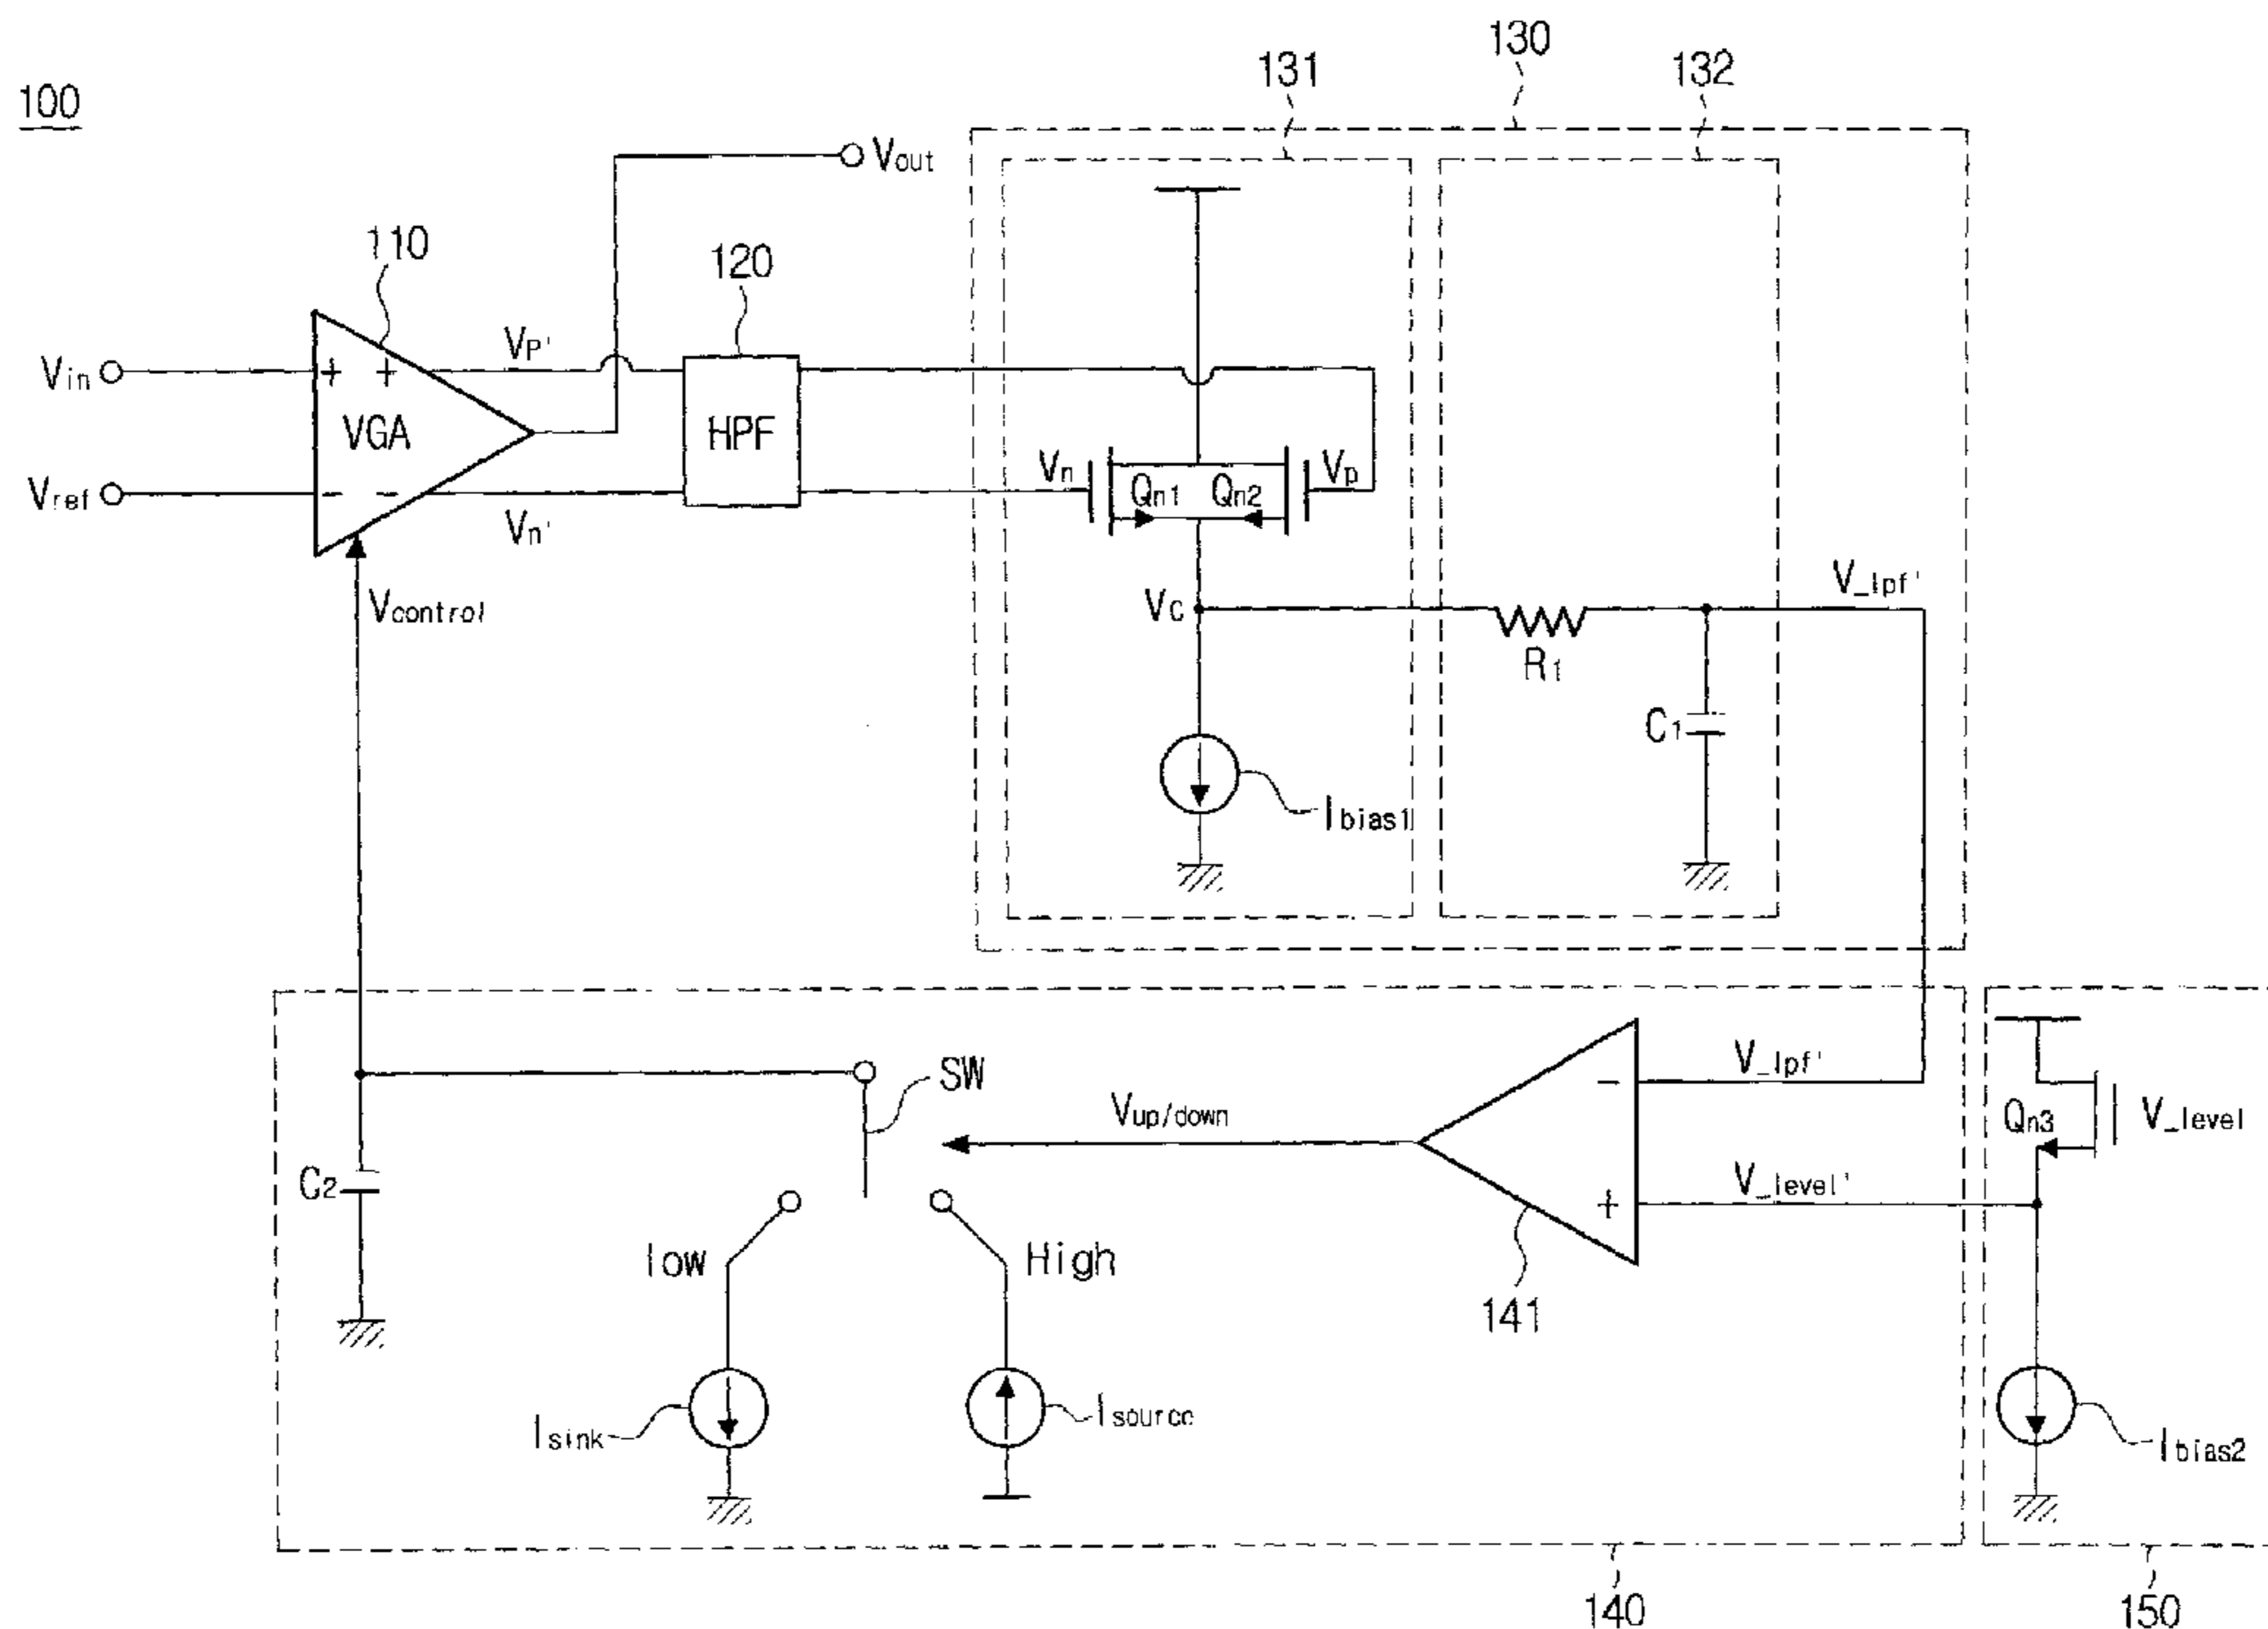 100
130
131
132
Vout
110
120
Vin
Vref
+ +
VGA
- -
VP'
Vn'
HPF
Vn
Qn1
Qn2
Vp
Vcontrol
VC
R1
V_lpf'
C1
Ibias1
SW
Vup/down
-
V_lpf'
+
V_level'
Qn3
V_level
C2
low
High
141
Isink
Isource
Ibias2
140
150